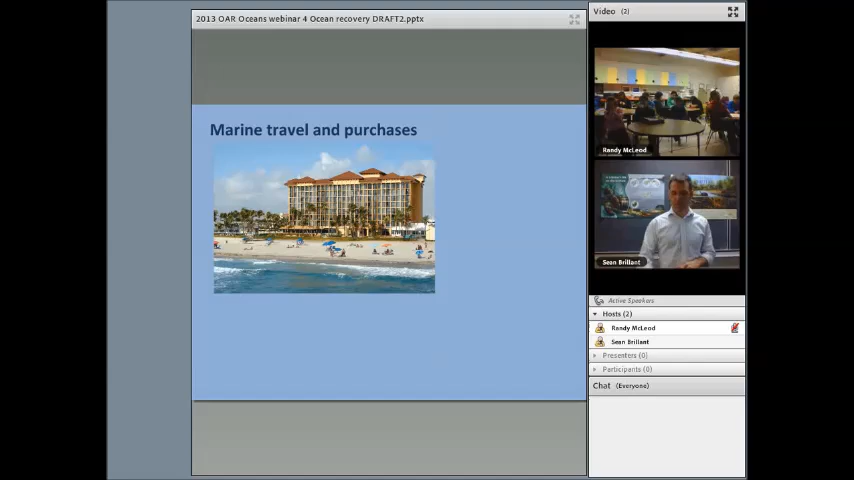 2013 OAR Oceans webinar 4 Ocean recovery DRAFT2.pptx
Marine travel and purchases
Video (2)
Randy McLeod
Sean Brillant
Active Speakers
Hosts (2)
Randy McLeod
Sean Brillant
Presenters (0)
Participants (0)
Chat (Everyone)